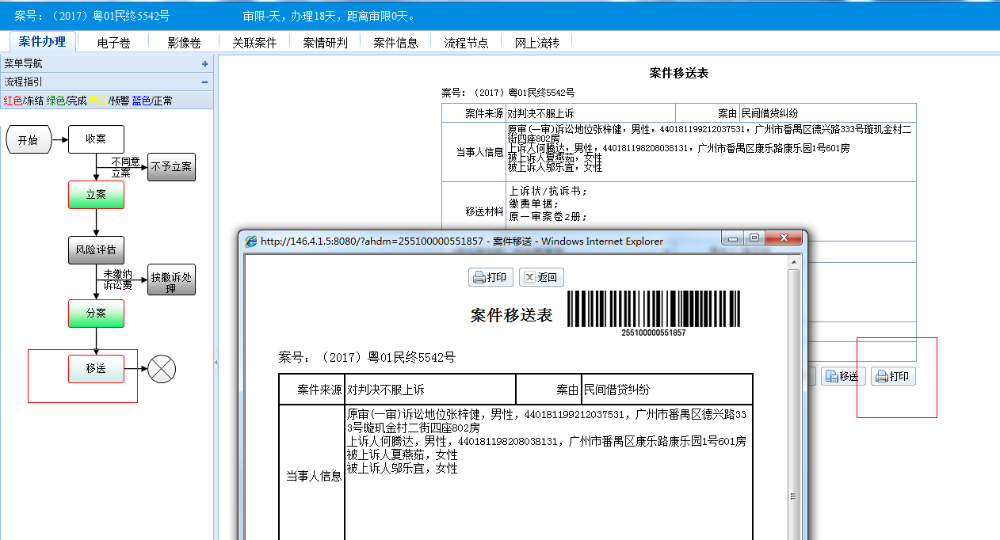 案号：（2017）粤01民终5542号 审限-天，办理18天，距离审限0天。
案件办理 电子卷 影像卷 关联案件 案情研判 案件信息 流程节点 网上流转
菜单导航
流程指引
红色/冻结 绿色/完成 黄色/预警 蓝色/正常
开始
收案
不同意
立案
不予立案
立案
风险评估
未缴纳
诉讼费
按撤诉处
理
分案
移送
案件移送表
案号：（2017）粤01民终5542号
案件来源 对判决不服上诉 案由 民间借贷纠纷
当事人信息
原审(一审)诉讼地位张梓健，男性，440181199212037531，广州市番禺区德兴路333号璇玑金村二
街四座802房
上诉人何腾达，男性，440181198208038131，广州市番禺区康乐路康乐园1号601房
被上诉人夏燕茹，女性
被上诉人邬乐宜，女性
移送材料
上诉状/抗诉书；
缴费单据；
原一审案卷2册；
移送 打印
http://146.4.1.5:8080/?ahdm=255100000551857 - 案件移送 - Windows Internet Explorer
打印 返回
案件移送表
255100000551857
案号：（2017）粤01民终5542号
案件来源 对判决不服上诉 案由 民间借贷纠纷
当事人信息
原审(一审)诉讼地位张梓健，男性，440181199212037531，广州市番禺区德兴路33
3号璇玑金村二街四座802房
上诉人何腾达，男性，440181198208038131，广州市番禺区康乐路康乐园1号601房
被上诉人夏燕茹，女性
被上诉人邬乐宜，女性